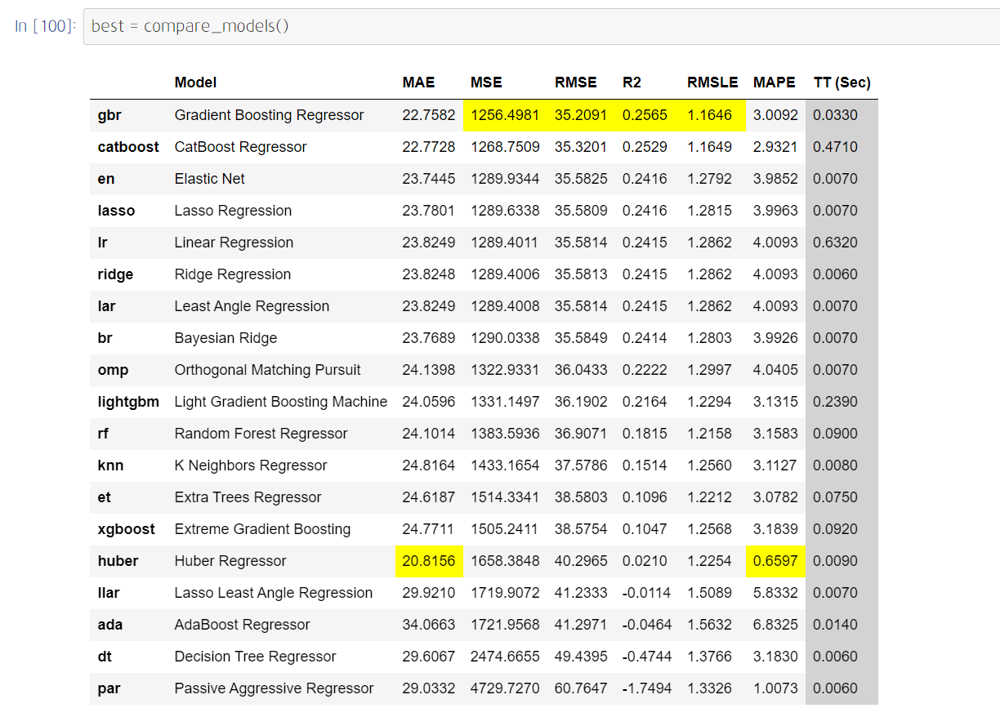 In [100]: best = compare_models()
Model MAE MSE RMSE R2 RMSLE MAPE TT (Sec)
gbr Gradient Boosting Regressor 22.7582 1256.4981 35.2091 0.2565 1.1646 3.0092 0.0330
catboost CatBoost Regressor 22.7728 1268.7509 35.3201 0.2529 1.1649 2.9321 0.4710
en Elastic Net 23.7445 1289.9344 35.5825 0.2416 1.2792 3.9852 0.0070
lasso Lasso Regression 23.7801 1289.6338 35.5809 0.2416 1.2815 3.9963 0.0070
lr Linear Regression 23.8249 1289.4011 35.5814 0.2415 1.2862 4.0093 0.6320
ridge Ridge Regression 23.8248 1289.4006 35.5813 0.2415 1.2862 4.0093 0.0060
lar Least Angle Regression 23.8249 1289.4008 35.5814 0.2415 1.2862 4.0093 0.0070
br Bayesian Ridge 23.7689 1290.0338 35.5849 0.2414 1.2803 3.9926 0.0070
omp Orthogonal Matching Pursuit 24.1398 1322.9331 36.0433 0.2222 1.2997 4.0405 0.0070
lightgbm Light Gradient Boosting Machine 24.0596 1331.1497 36.1902 0.2164 1.2294 3.1315 0.2390
rf Random Forest Regressor 24.1014 1383.5936 36.9071 0.1815 1.2158 3.1583 0.0900
knn K Neighbors Regressor 24.8164 1433.1654 37.5786 0.1514 1.2560 3.1127 0.0080
et Extra Trees Regressor 24.6187 1514.3341 38.5803 0.1096 1.2212 3.0782 0.0750
xgboost Extreme Gradient Boosting 24.7711 1505.2411 38.5754 0.1047 1.2568 3.1839 0.0920
huber Huber Regressor 20.8156 1658.3848 40.2965 0.0210 1.2254 0.6597 0.0090
llar Lasso Least Angle Regression 29.9210 1719.9072 41.2333 -0.0114 1.5089 5.8332 0.0070
ada AdaBoost Regressor 34.0663 1721.9568 41.2971 -0.0464 1.5632 6.8325 0.0140
dt Decision Tree Regressor 29.6067 2474.6655 49.4395 -0.4744 1.3766 3.1830 0.0060
par Passive Aggressive Regressor 29.0332 4729.7270 60.7647 -1.7494 1.3326 1.0073 0.0060